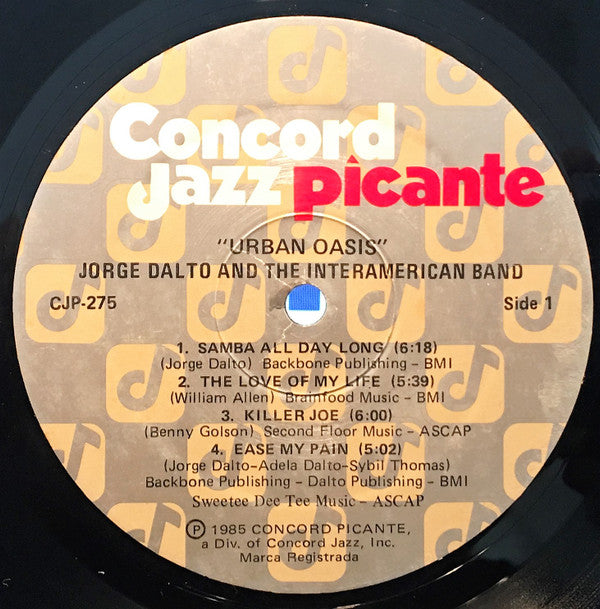 Concord
Jazz picante
"URBAN OASIS"
JORGE DALTO AND THE INTERAMERICAN BAND
CJP-275 Side 1
1. SAMBA ALL DAY LONG (6:18)
(Jorge Dalto) Backbone Publishing – BMI
2. THE LOVE OF MY LIFE (5:39)
(William Allen) Brainfood Music – BMI
3. KILLER JOE (6:00)
(Benny Golson) Second Floor Music – ASCAP
4. EASE MY PAIN (5:02)
(Jorge Dalto–Adela Dalto–Sybil Thomas)
Backbone Publishing – Dalto Publishing – BMI
Sweetee Dee Tee Music – ASCAP
℗ 1985 CONCORD PICANTE,
a Div. of Concord Jazz, Inc.
Marca Registrada